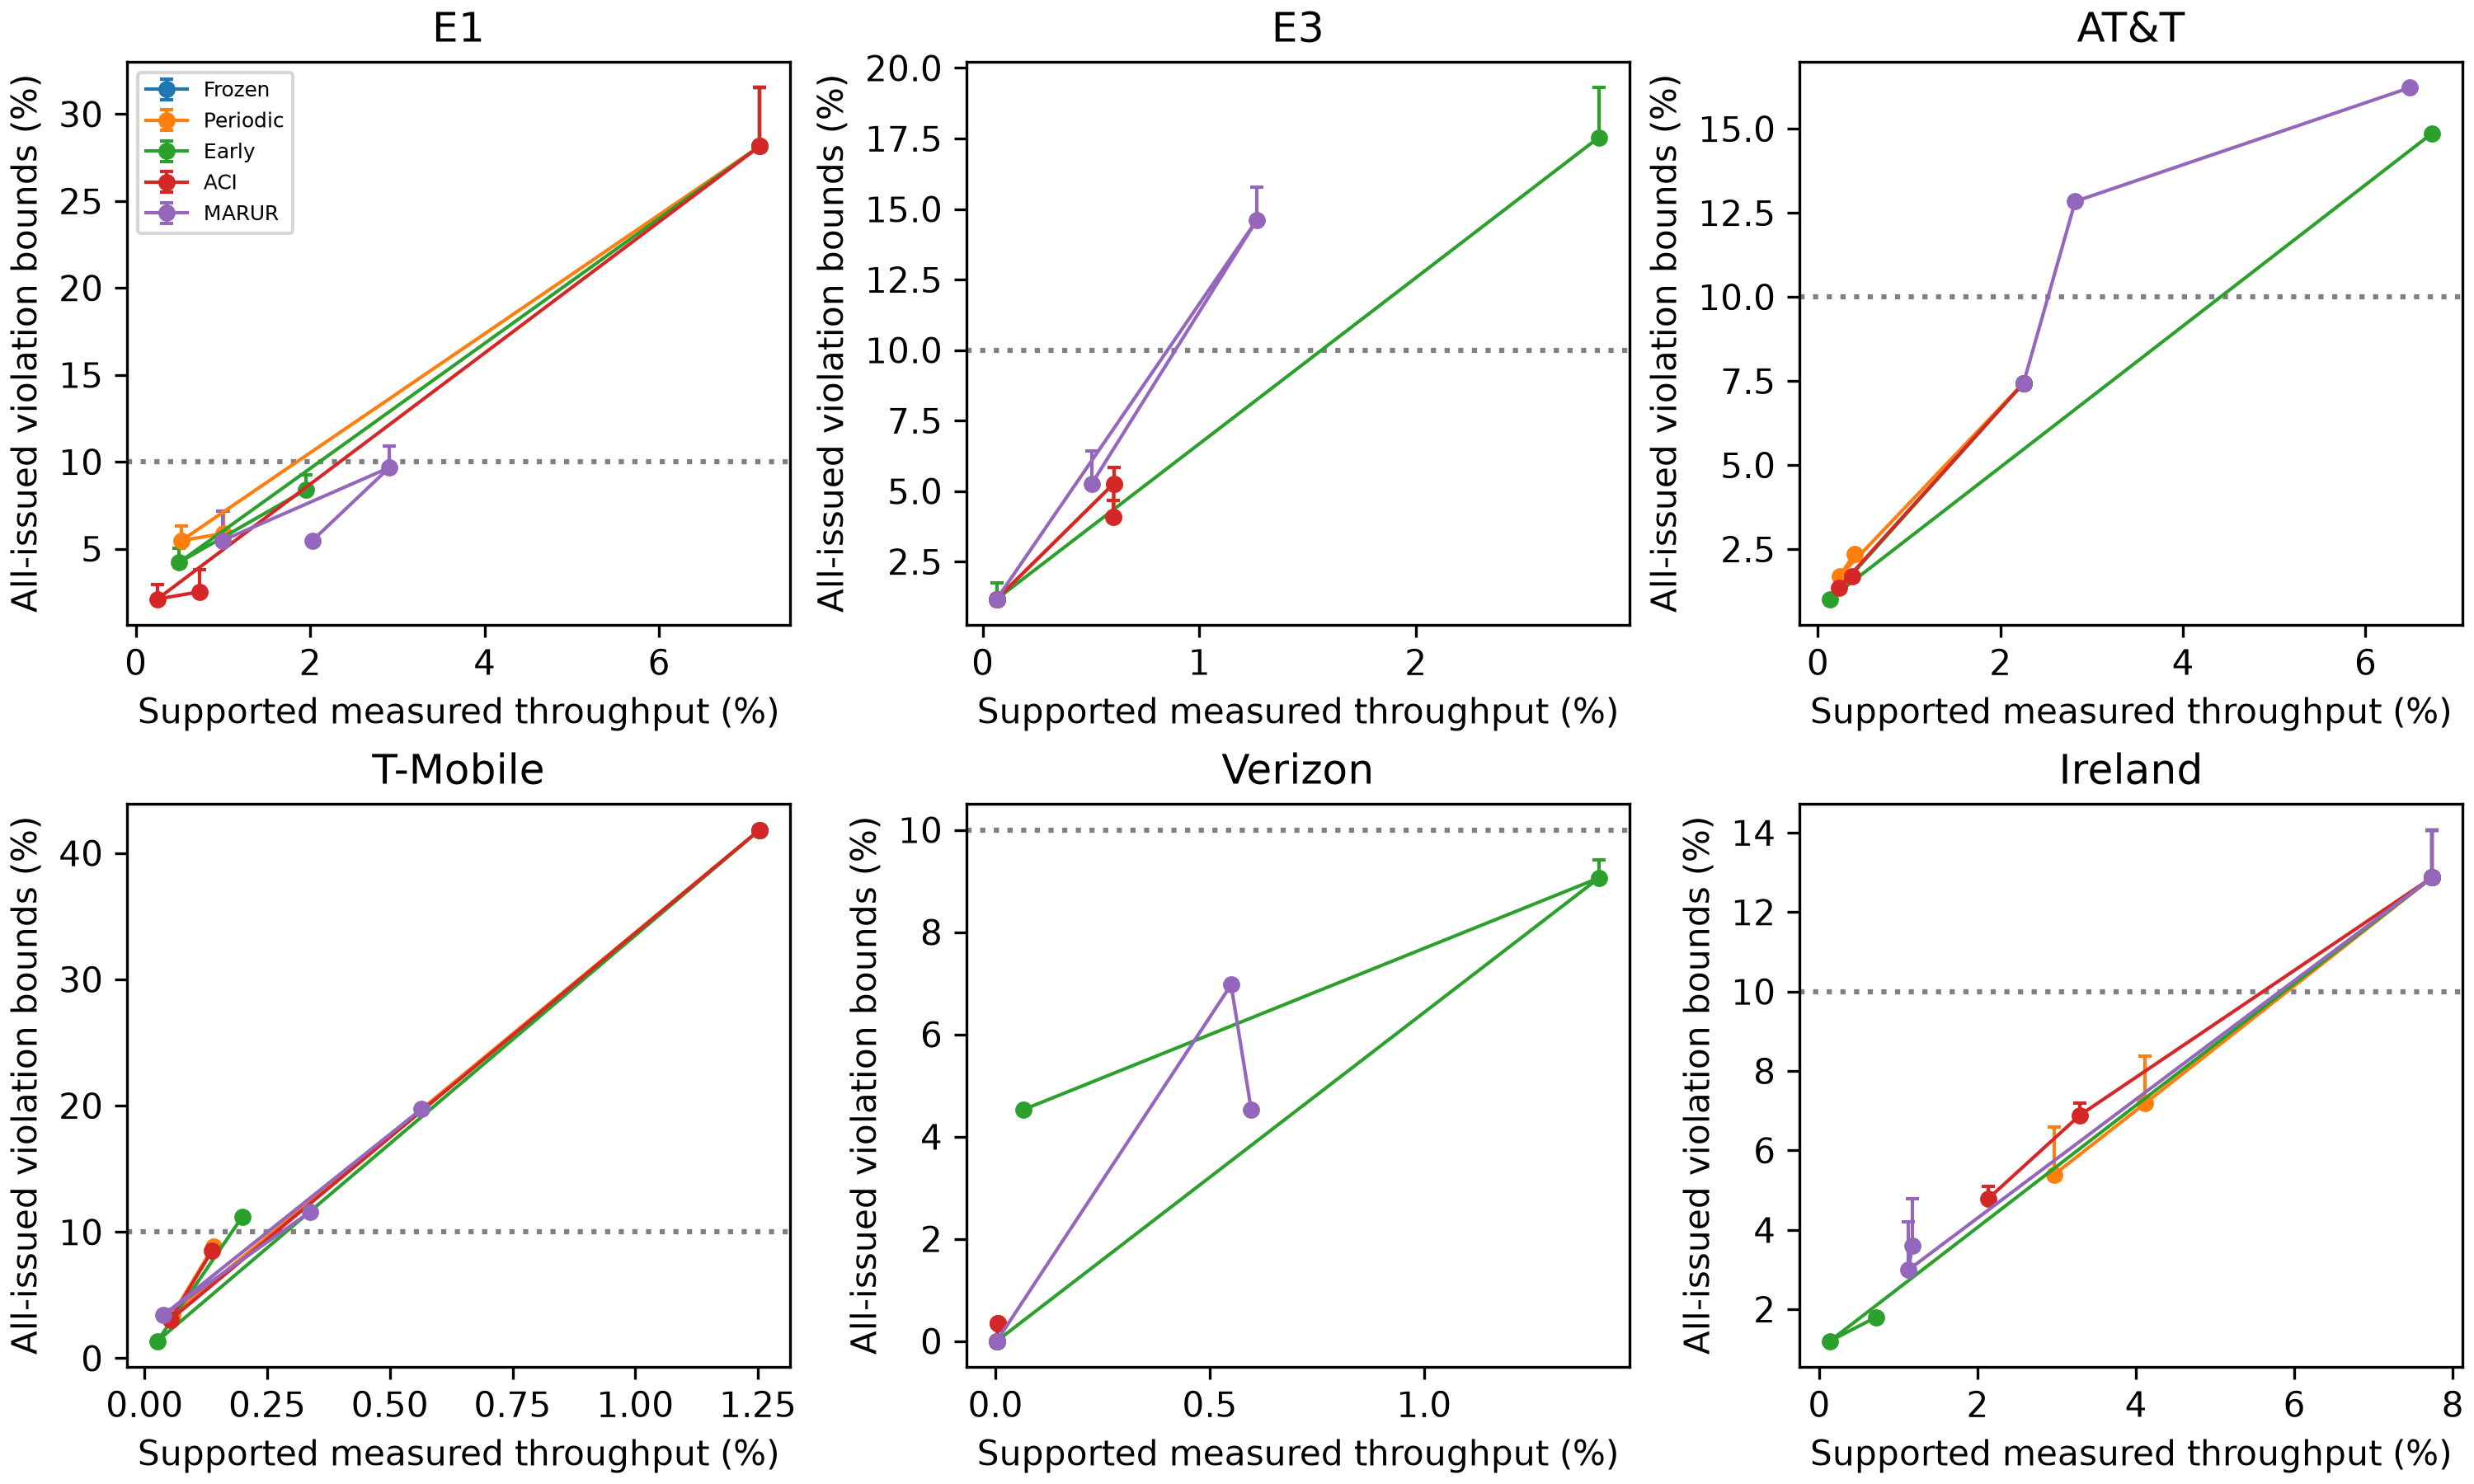 E1
All-issued violation bounds (%)
30
25
20
15
10
5
Frozen
Periodic
Early
ACI
MARUR
0 2 4 6
Supported measured throughput (%)
E3
All-issued violation bounds (%)
20.0
17.5
15.0
12.5
10.0
7.5
5.0
2.5
0 1 2
Supported measured throughput (%)
AT&T
All-issued violation bounds (%)
15.0
12.5
10.0
7.5
5.0
2.5
0 2 4 6
Supported measured throughput (%)
T-Mobile
All-issued violation bounds (%)
40
30
20
10
0
0.00 0.25 0.50 0.75 1.00 1.25
Supported measured throughput (%)
Verizon
All-issued violation bounds (%)
10
8
6
4
2
0
0.0 0.5 1.0
Supported measured throughput (%)
Ireland
All-issued violation bounds (%)
14
12
10
8
6
4
2
0 2 4 6 8
Supported measured throughput (%)